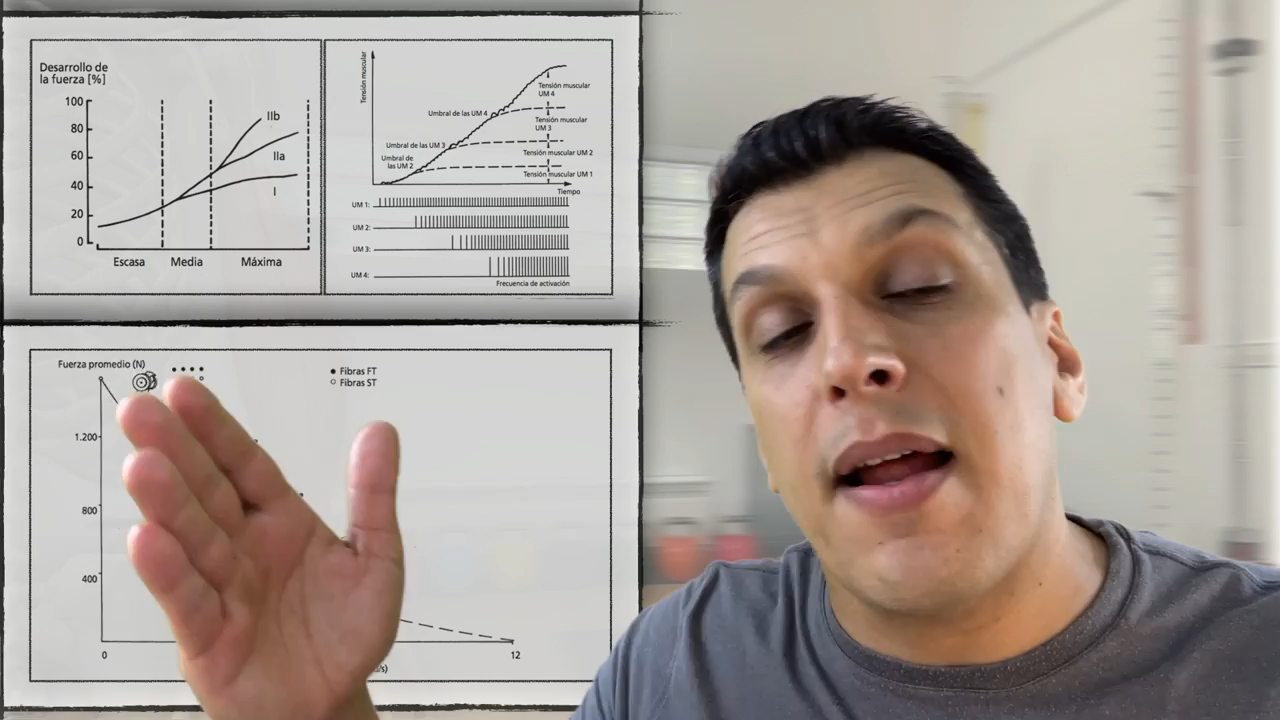 Desarrollo de
la fuerza [%]
100
80
60
40
20
0
IIb
IIa
I
Escasa Media Máxima
Tensión muscular
Tensión muscular
UM 4
Umbral de las UM 4
Tensión muscular
UM 3
Umbral de las UM 3
Tensión muscular UM 2
Umbral de
las UM 2
Tensión muscular UM 1
Tiempo
UM 1:
UM 2:
UM 3:
UM 4:
Frecuencia de activación
Fuerza promedio (N)
Fibras FT
Fibras ST
1.200
800
400
0
12